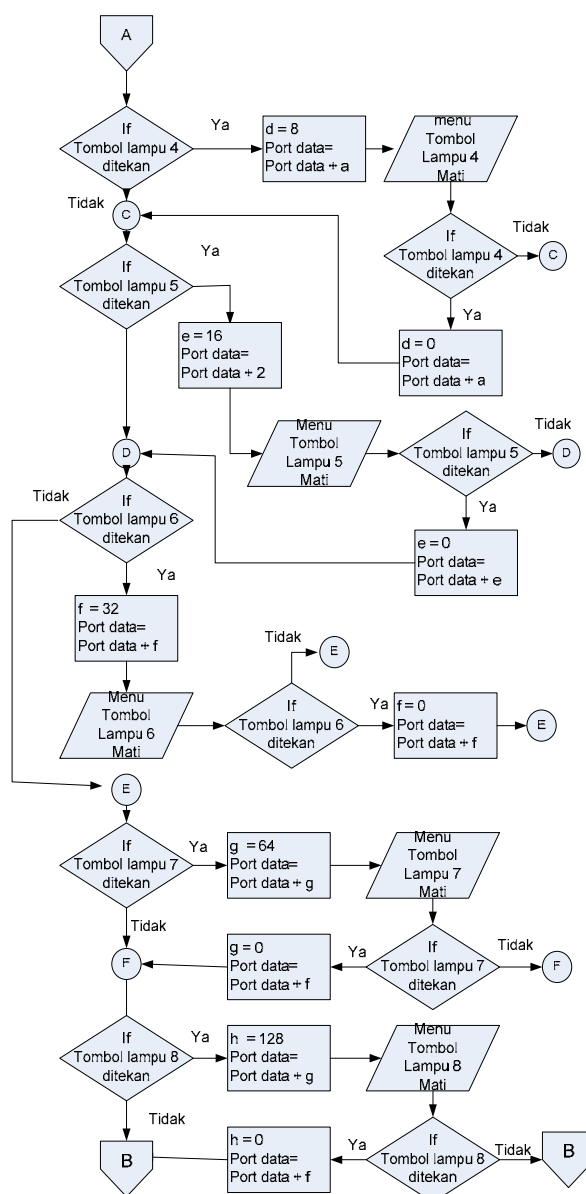 A
If
Tombol lampu 4
ditekan
Ya
d = 8
Port data=
Port data + a
menu
Tombol
Lampu 4
Mati
Tidak
C
If
Tombol lampu 4
ditekan
Tidak
C
Ya
d = 0
Port data=
Port data + a
If
Tombol lampu 5
ditekan
Ya
e = 16
Port data=
Port data + 2
Menu
Tombol
Lampu 5
Mati
If
Tombol lampu 5
ditekan
Tidak
D
Ya
e = 0
Port data=
Port data + e
D
Tidak
If
Tombol lampu 6
ditekan
Ya
f = 32
Port data=
Port data + f
Menu
Tombol
Lampu 6
Mati
If
Tombol lampu 6
ditekan
Tidak
E
Ya
f = 0
Port data=
Port data + f
E
E
If
Tombol lampu 7
ditekan
Ya
g = 64
Port data=
Port data + g
Menu
Tombol
Lampu 7
Mati
Tidak
F
g = 0
Port data=
Port data + f
Ya
If
Tombol lampu 7
ditekan
Tidak
F
If
Tombol lampu 8
ditekan
Ya
h = 128
Port data=
Port data + g
Menu
Tombol
Lampu 8
Mati
Tidak
B
h = 0
Port data=
Port data + f
Ya
If
Tombol lampu 8
ditekan
Tidak
B